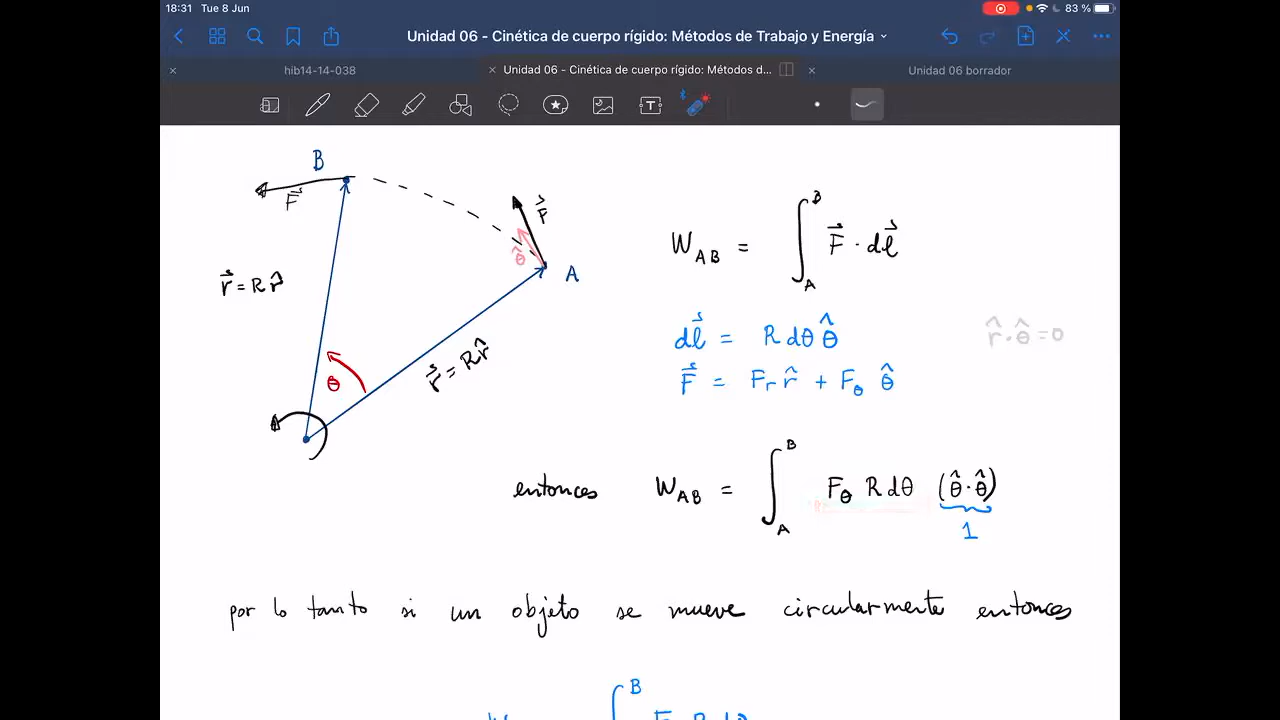 18:31 Tue 8 Jun 83 %
Unidad 06 - Cinética de cuerpo rígido: Métodos de Trabajo y Energía
hib14-14-038
Unidad 06 - Cinética de cuerpo rígido: Métodos d...
Unidad 06 borrador
B
F⃗
F⃗
θ̂
A
r⃗ = R r̂
r⃗ = R r̂
θ
W_AB = ∫_A^B F⃗ · dl⃗
dl⃗ = R dθ θ̂
r̂ · θ̂ = 0
F⃗ = F_r r̂ + F_θ θ̂
entonces W_AB = ∫_A^B F_θ R dθ (θ̂ · θ̂)
1
por lo tanto si un objeto se mueve circularmente entonces
B